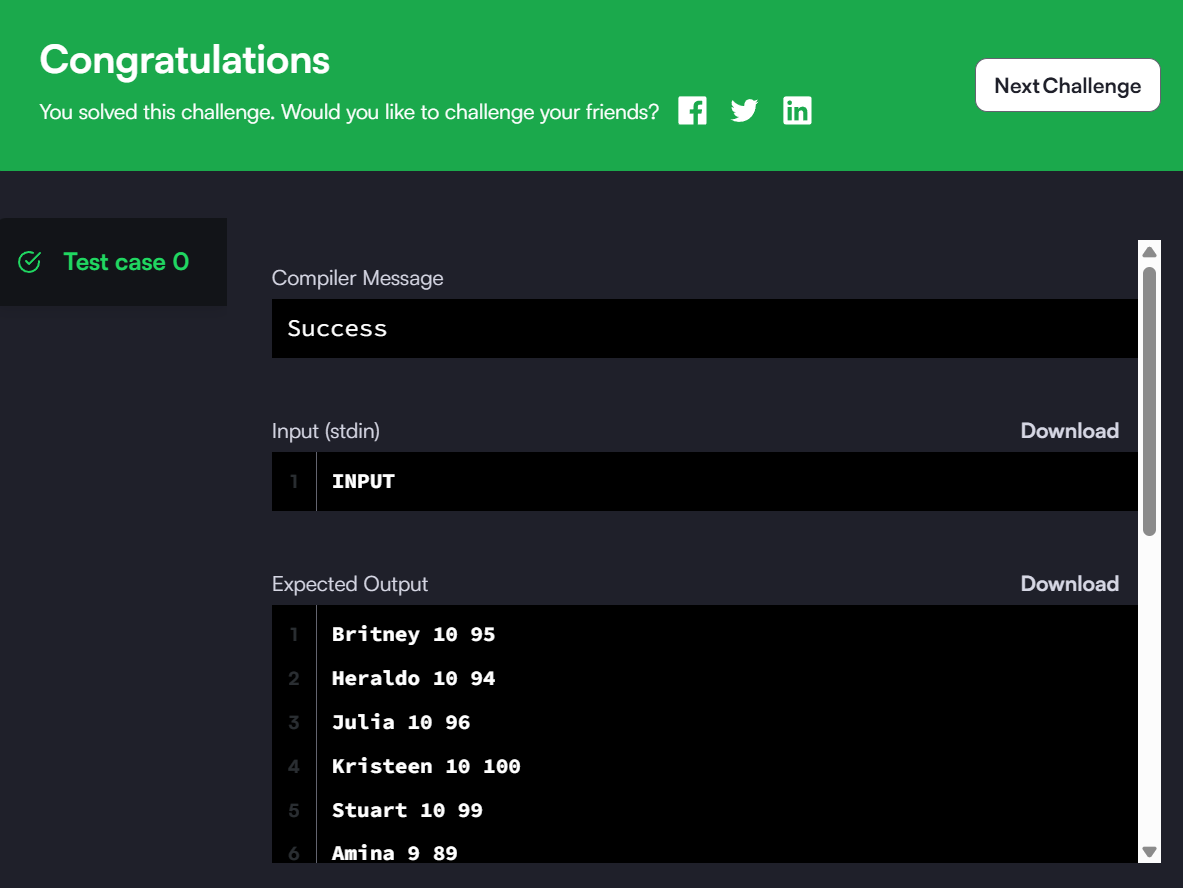 Congratulations
You solved this challenge. Would you like to challenge your friends?
Next Challenge
Test case 0
Compiler Message
Success
Input (stdin)
Download
1 INPUT
Expected Output
Download
1 Britney 10 95
2 Heraldo 10 94
3 Julia 10 96
4 Kristeen 10 100
5 Stuart 10 99
6 Amina 9 89